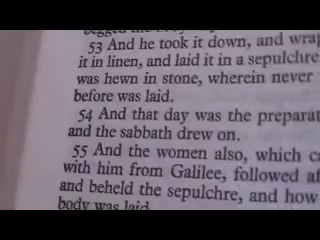 53 And he took it down, and wrap
it in linen, and laid it in a sepulchre
was hewn in stone, wherein never
before was laid.
54 And that day was the preparat
and the sabbath drew on.
55 And the women also, which ca
with him from Galilee, followed af
and beheld the sepulchre, and how
body was laid